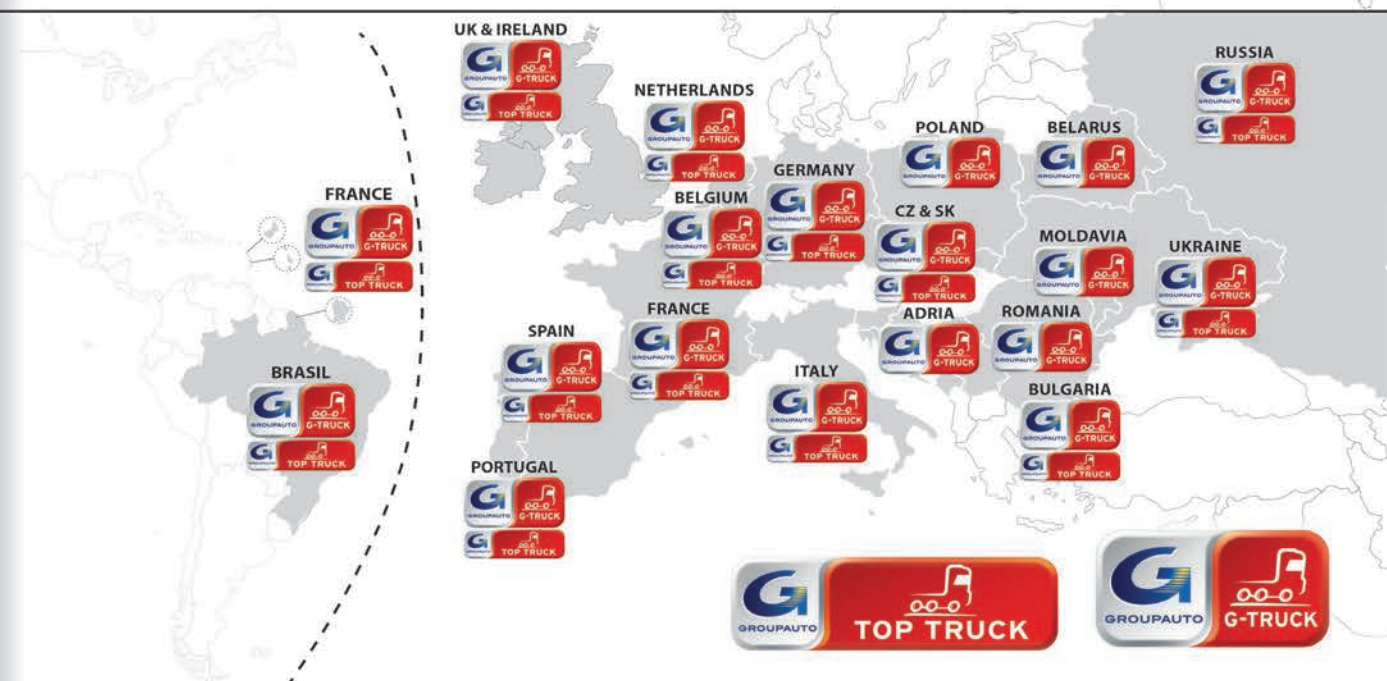 UK & IRELAND
GROUPAUTO G-TRUCK
TOP TRUCK
RUSSIA
GROUPAUTO G-TRUCK
TOP TRUCK
NETHERLANDS
GROUPAUTO G-TRUCK
TOP TRUCK
POLAND
GROUPAUTO G-TRUCK
BELARUS
GROUPAUTO G-TRUCK
GERMANY
GROUPAUTO G-TRUCK
TOP TRUCK
FRANCE
GROUPAUTO G-TRUCK
TOP TRUCK
BELGIUM
GROUPAUTO G-TRUCK
TOP TRUCK
CZ & SK
GROUPAUTO G-TRUCK
TOP TRUCK
MOLDAVIA
GROUPAUTO G-TRUCK
UKRAINE
GROUPAUTO G-TRUCK
TOP TRUCK
FRANCE
GROUPAUTO G-TRUCK
TOP TRUCK
ADRIA
GROUPAUTO G-TRUCK
ROMANIA
GROUPAUTO G-TRUCK
SPAIN
GROUPAUTO G-TRUCK
TOP TRUCK
BRASIL
GROUPAUTO G-TRUCK
TOP TRUCK
ITALY
GROUPAUTO G-TRUCK
TOP TRUCK
BULGARIA
GROUPAUTO G-TRUCK
TOP TRUCK
PORTUGAL
GROUPAUTO G-TRUCK
TOP TRUCK
GROUPAUTO TOP TRUCK
GROUPAUTO G-TRUCK